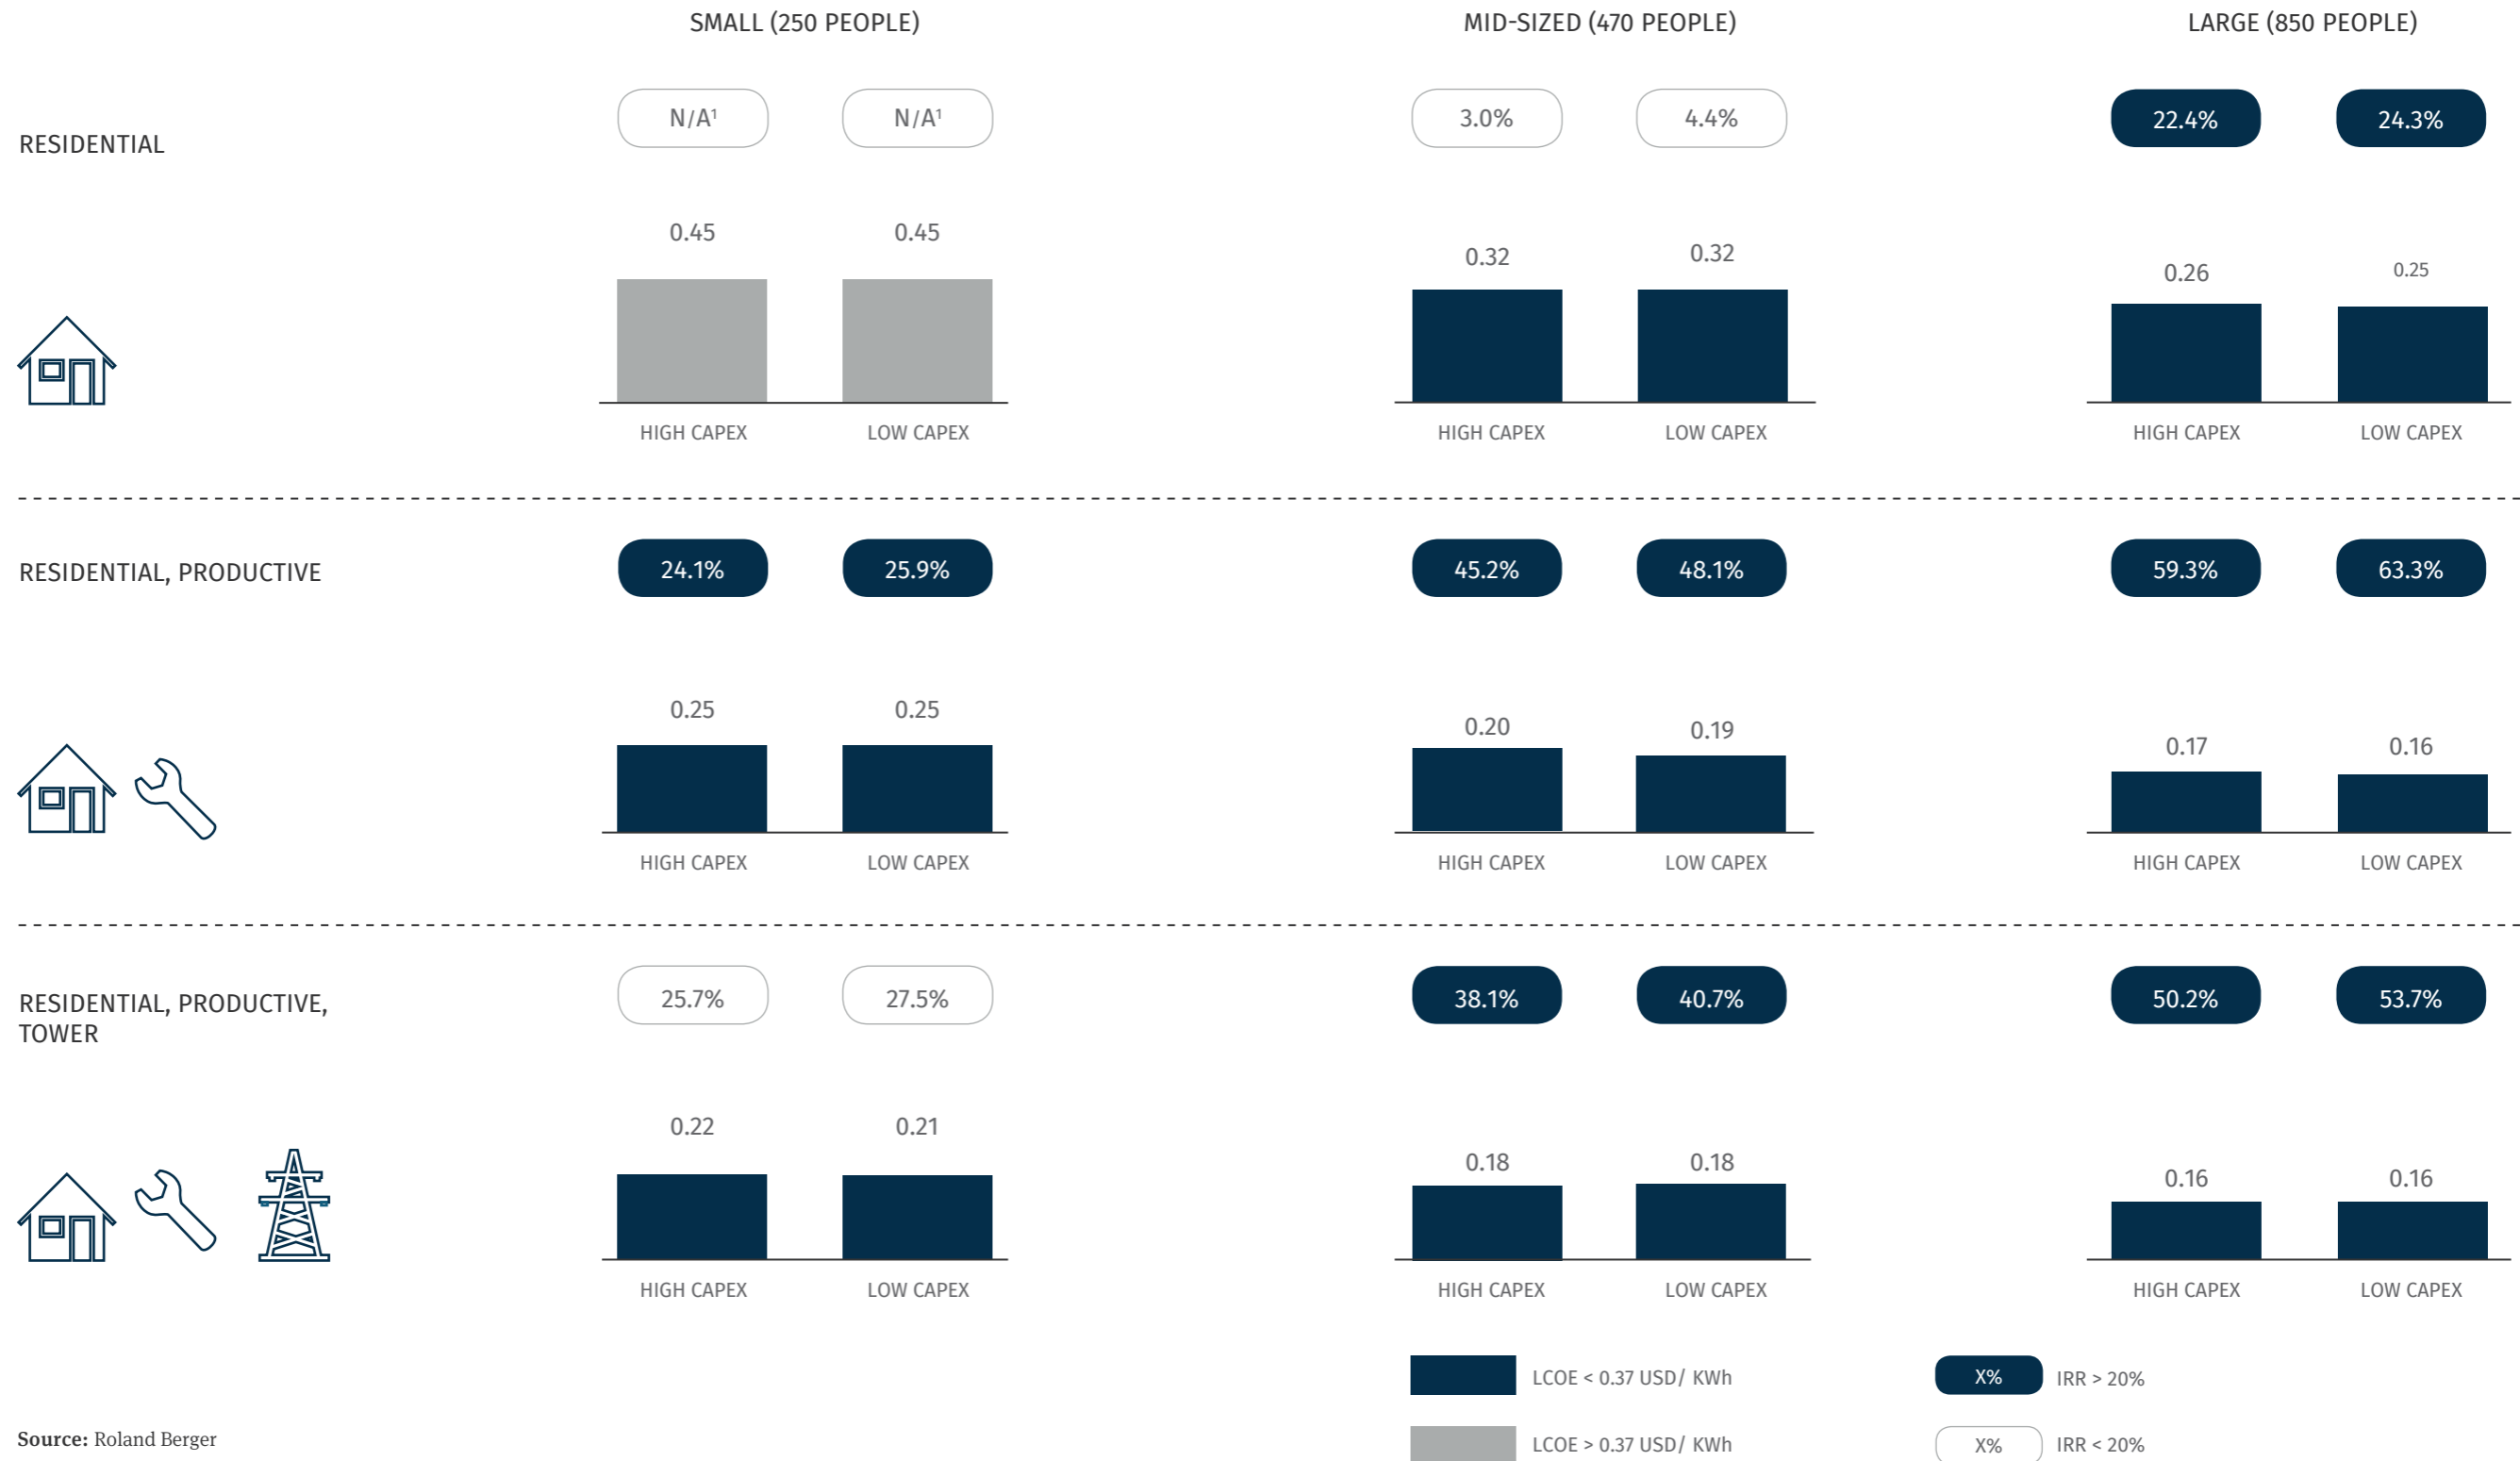 SMALL (250 PEOPLE)
MID-SIZED (470 PEOPLE)
LARGE (850 PEOPLE)
RESIDENTIAL
N/A¹
N/A¹
3.0%
4.4%
22.4%
24.3%
0.45
0.45
0.32
0.32
0.26
0.25
HIGH CAPEX
LOW CAPEX
HIGH CAPEX
LOW CAPEX
HIGH CAPEX
LOW CAPEX
RESIDENTIAL, PRODUCTIVE
24.1%
25.9%
45.2%
48.1%
59.3%
63.3%
0.25
0.25
0.20
0.19
0.17
0.16
HIGH CAPEX
LOW CAPEX
HIGH CAPEX
LOW CAPEX
HIGH CAPEX
LOW CAPEX
RESIDENTIAL, PRODUCTIVE,
TOWER
25.7%
27.5%
38.1%
40.7%
50.2%
53.7%
0.22
0.21
0.18
0.18
0.16
0.16
HIGH CAPEX
LOW CAPEX
HIGH CAPEX
LOW CAPEX
HIGH CAPEX
LOW CAPEX
LCOE < 0.37 USD/ KWh
X%
IRR > 20%
LCOE > 0.37 USD/ KWh
X%
IRR < 20%
Source: Roland Berger